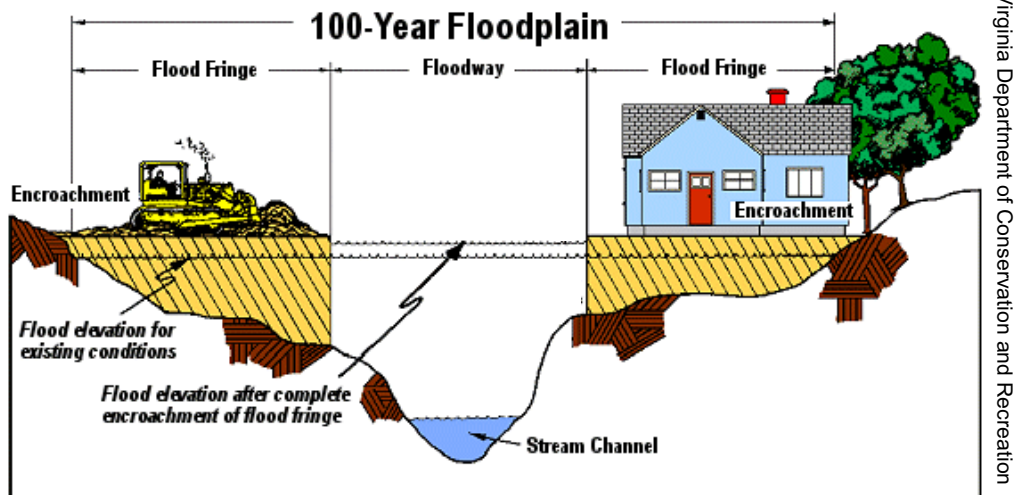 100-Year Floodplain
Flood Fringe
Floodway
Flood Fringe
Encroachment
Encroachment
Flood elevation for
existing conditions
Flood elevation after complete
encroachment of flood fringe
Stream Channel
Virginia Department of Conservation and Recreation